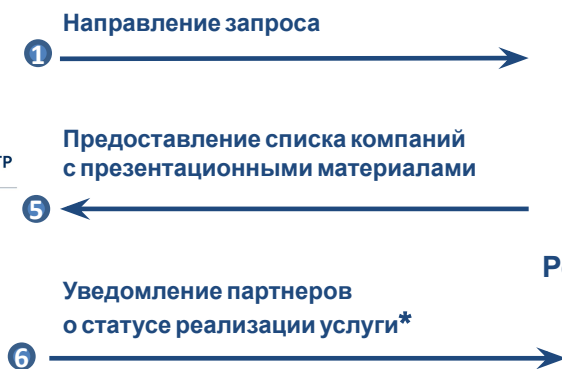 Направление запроса
1
Предоставление списка компаний
с презентационными материалами
5
Уведомление партнеров
о статусе реализации услуги*
6